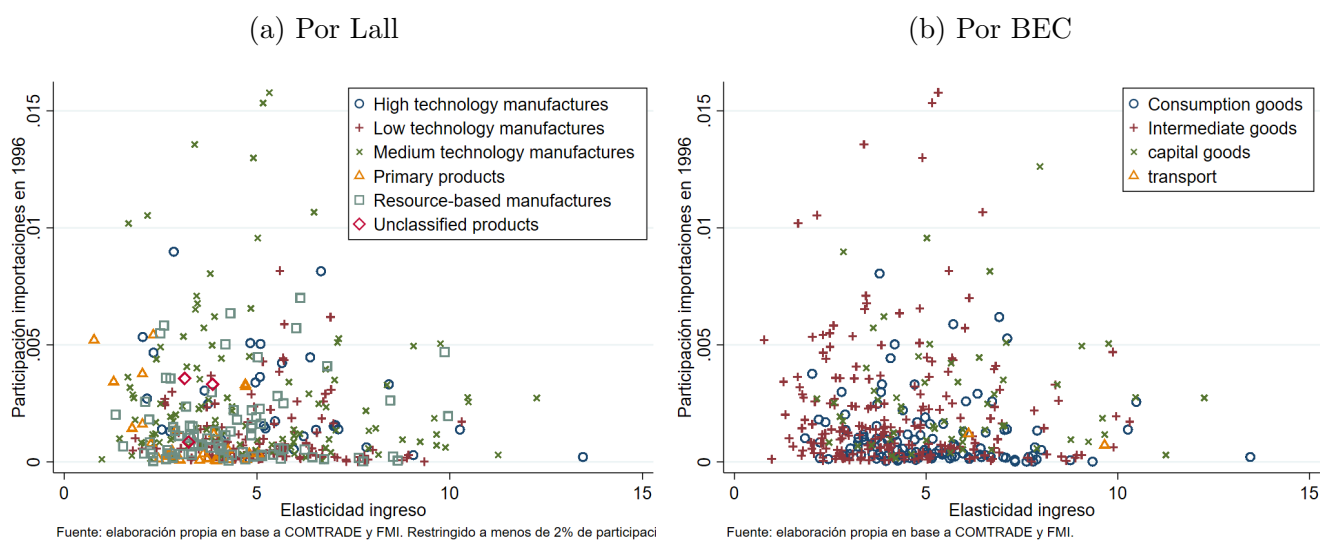 (a) Por Lall
Participación importaciones en 1996
.015
.01
.005
0
0
5
10
15
Elasticidad ingreso
High technology manufactures
Low technology manufactures
Medium technology manufactures
Primary products
Resource-based manufactures
Unclassified products
Fuente: elaboración propia en base a COMTRADE y FMI. Restringido a menos de 2% de participaci
(b) Por BEC
Participación importaciones en 1996
.015
.01
.005
0
0
5
10
15
Elasticidad ingreso
Consumption goods
Intermediate goods
capital goods
transport
Fuente: elaboración propia en base a COMTRADE y FMI.